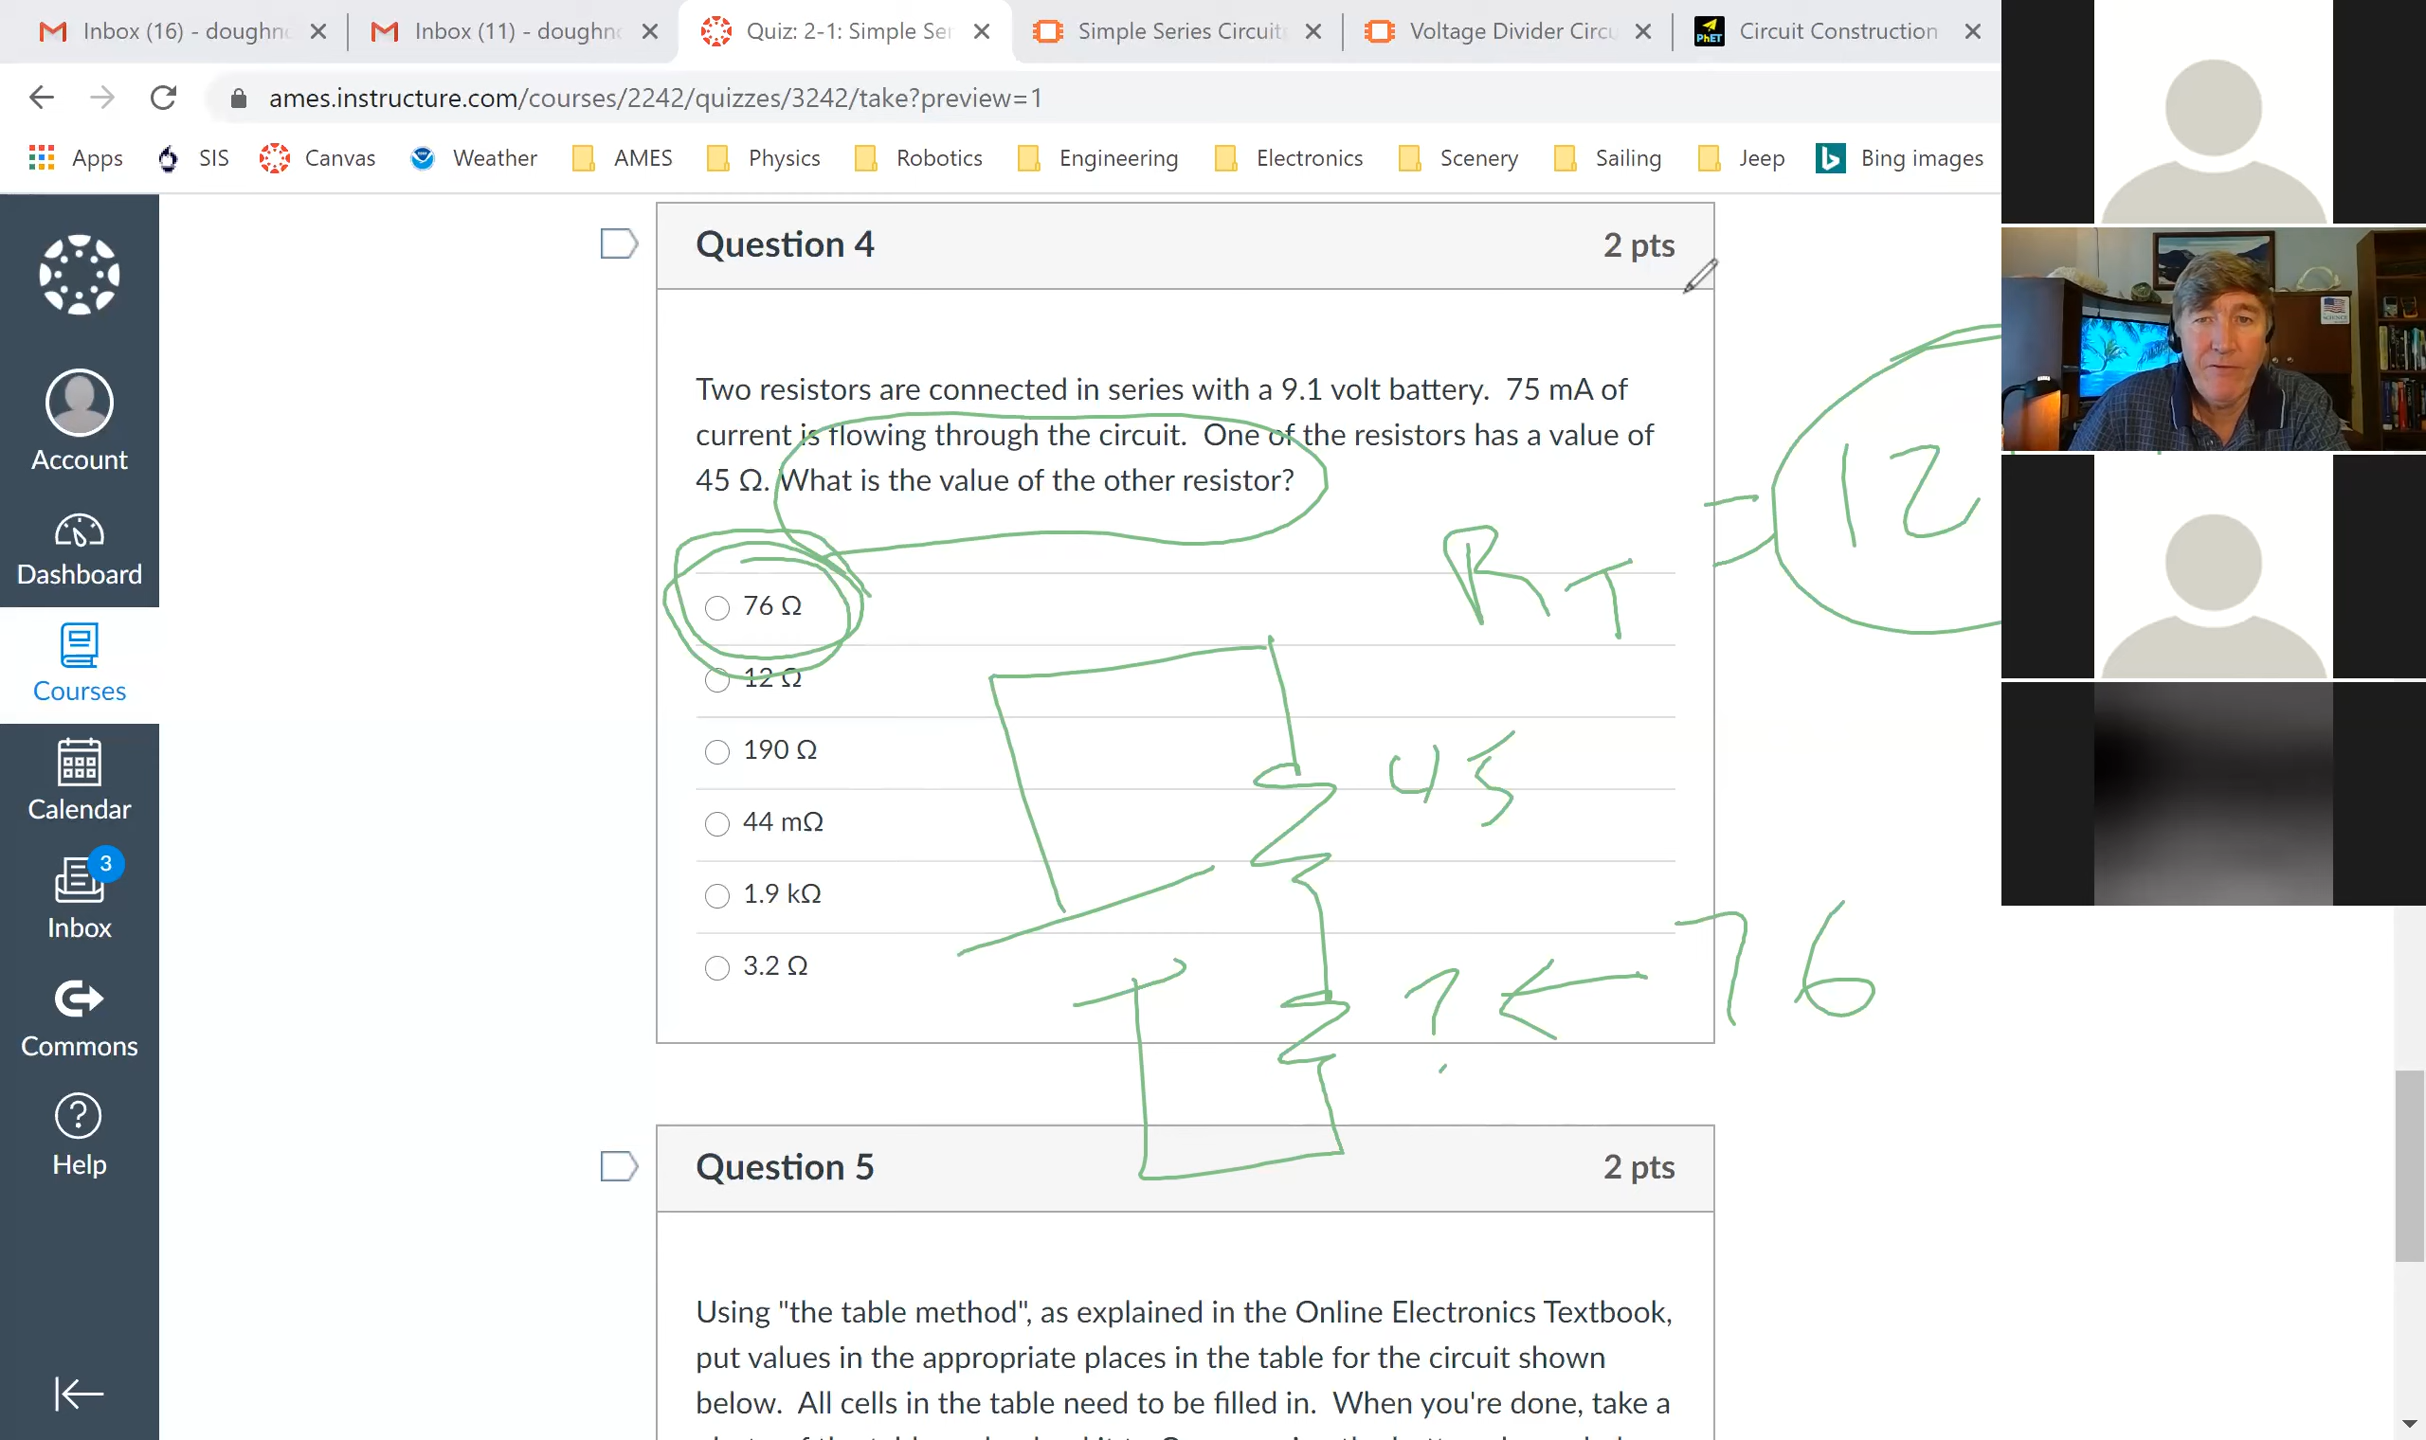 Inbox (16) - doughn
Inbox (11) - doughn
Quiz: 2-1: Simple Se
Simple Series Circuit
Voltage Divider Circu
Circuit Construction
ames.instructure.com/courses/2242/quizzes/3242/take?preview=1
Apps
SIS
Canvas
Weather
AMES
Physics
Robotics
Engineering
Electronics
Scenery
Sailing
Jeep
Bing images
Account
Dashboard
Courses
Calendar
3
Inbox
Commons
Help
Question 4
2 pts
Two resistors are connected in series with a 9.1 volt battery. 75 mA of
current is flowing through the circuit. One of the resistors has a value of
45 Ω. What is the value of the other resistor?
RT = 12
76 Ω
12 Ω
190 Ω
45
44 mΩ
1.9 kΩ
3.2 Ω
? ← 76
Question 5
2 pts
Using "the table method", as explained in the Online Electronics Textbook,
put values in the appropriate places in the table for the circuit shown
below. All cells in the table need to be filled in. When you're done, take a